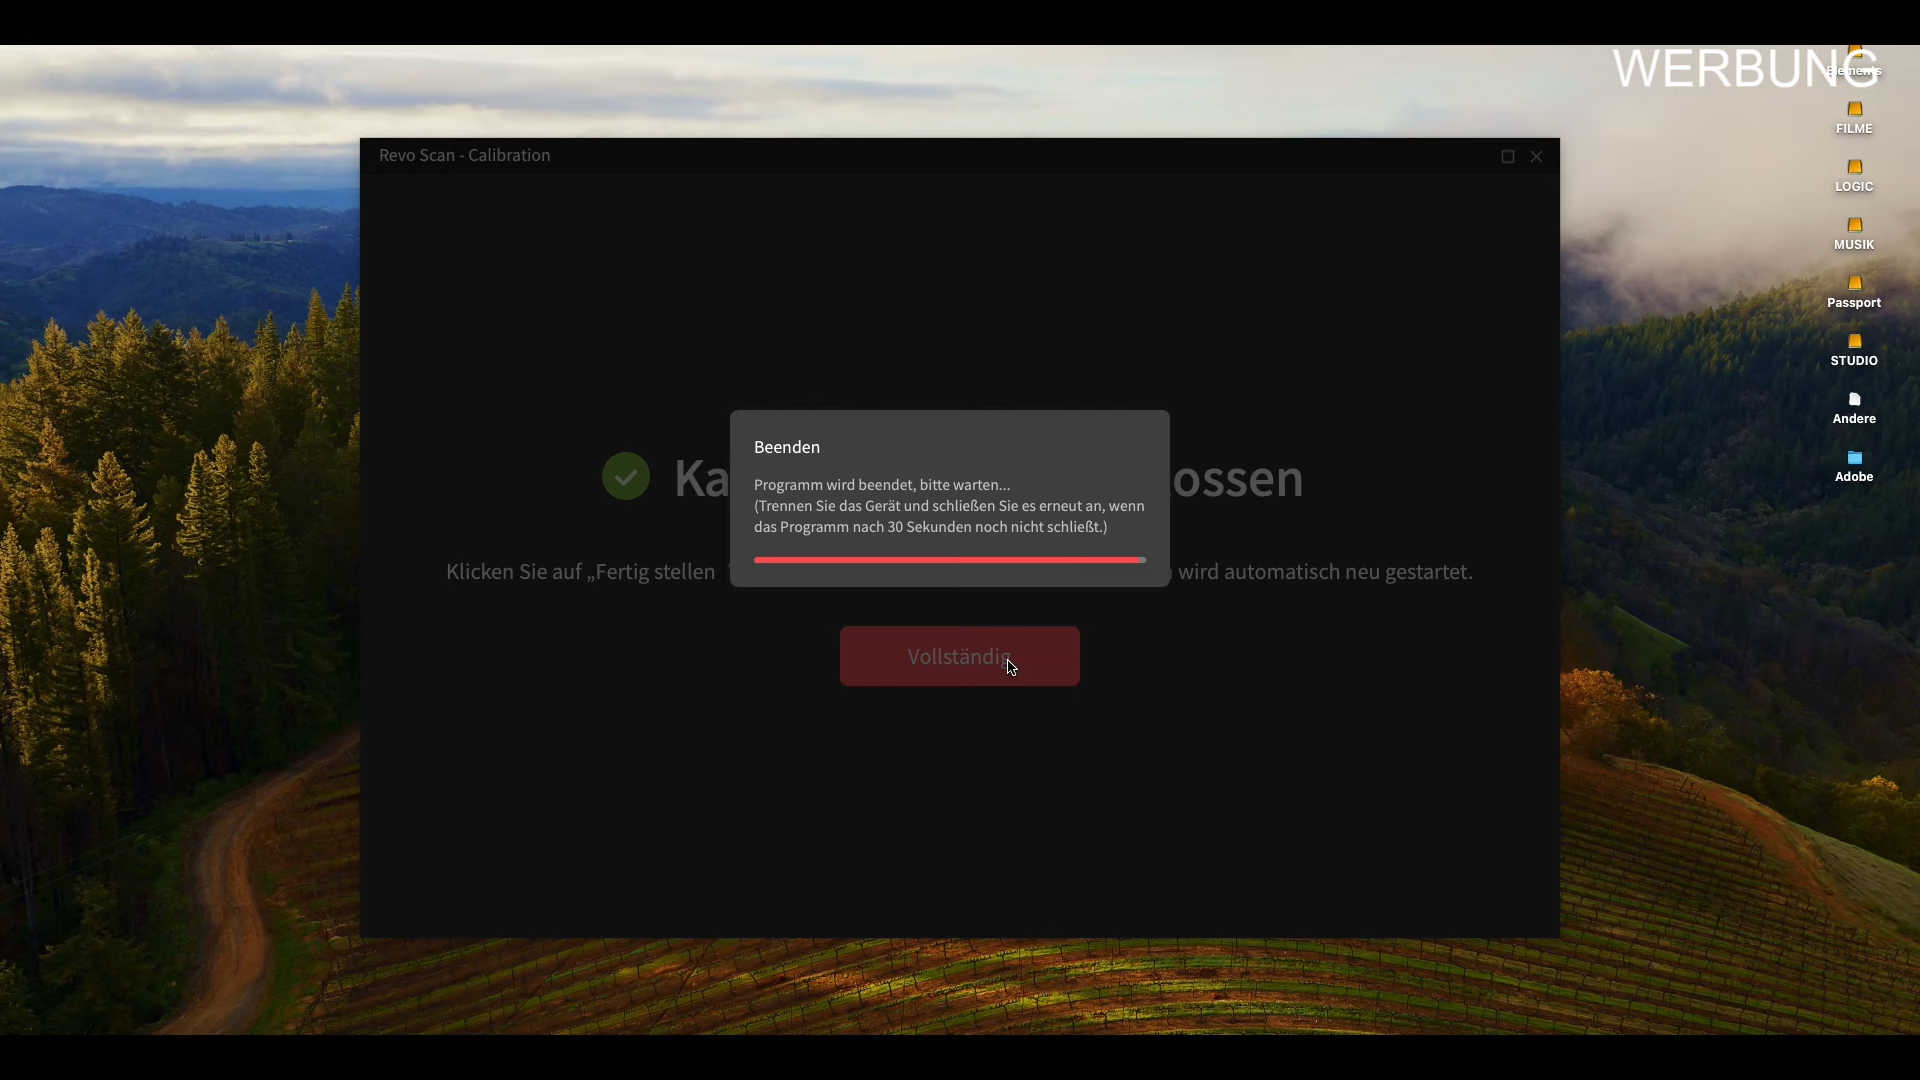 WERBUNG
Elements
FILME
LOGIC
MUSIK
Passport
STUDIO
Andere
Adobe
Revo Scan - Calibration
Beenden
Programm wird beendet, bitte warten...
(Trennen Sie das Gerät und schließen Sie es erneut an, wenn
das Programm nach 30 Sekunden noch nicht schließt.)
Klicken Sie auf „Fertig stellen
wird automatisch neu gestartet.
Vollständig